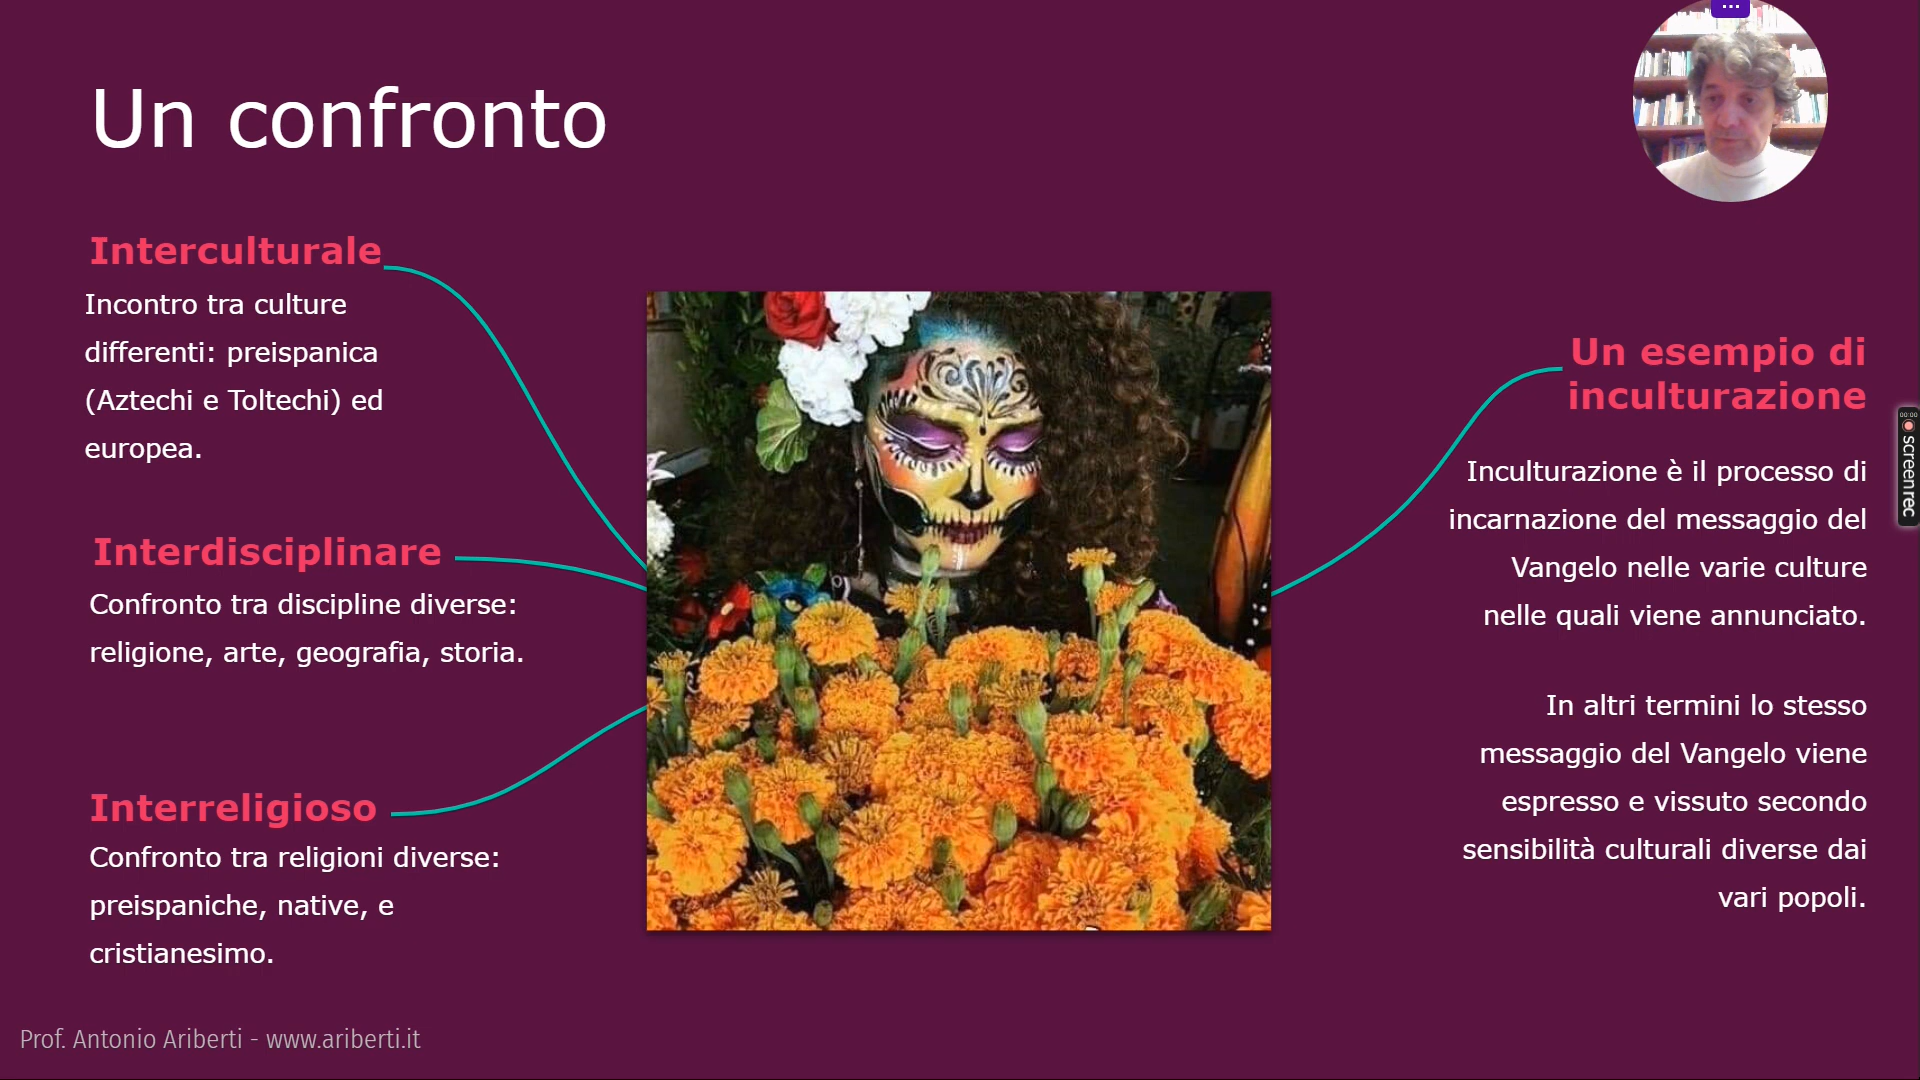 Un confronto
Interculturale
Incontro tra culture
differenti: preispanica
(Aztechi e Toltechi) ed
europea.
Interdisciplinare
Confronto tra discipline diverse:
religione, arte, geografia, storia.
Interreligioso
Confronto tra religioni diverse:
preispaniche, native, e
cristianesimo.
Un esempio di
inculturazione
Inculturazione è il processo di
incarnazione del messaggio del
Vangelo nelle varie culture
nelle quali viene annunciato.
In altri termini lo stesso
messaggio del Vangelo viene
espresso e vissuto secondo
sensibilità culturali diverse dai
vari popoli.
00:00
screenrec
Prof. Antonio Ariberti - www.ariberti.it